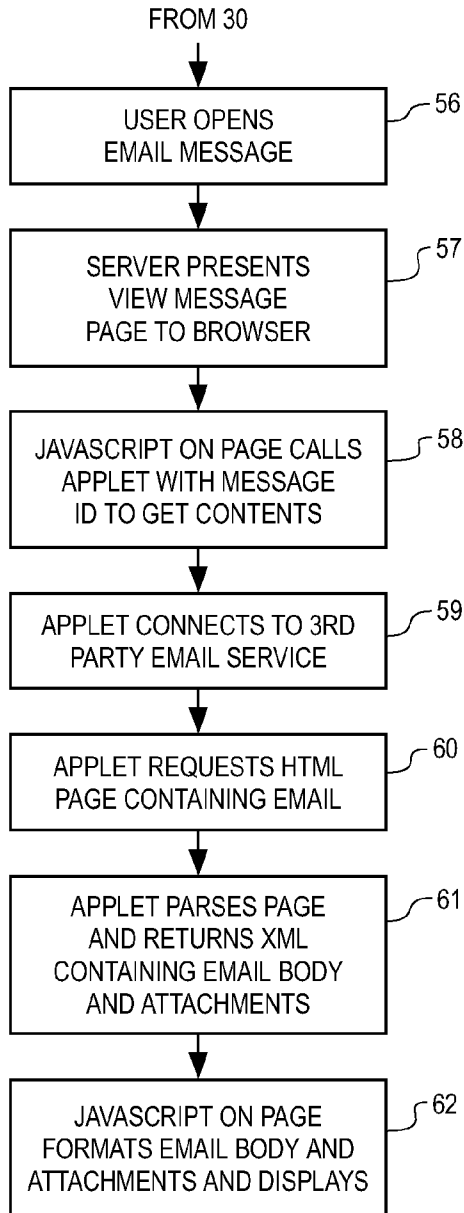 FROM 30
USER OPENS
EMAIL MESSAGE
56
SERVER PRESENTS
VIEW MESSAGE
PAGE TO BROWSER
57
JAVASCRIPT ON PAGE CALLS
APPLET WITH MESSAGE
ID TO GET CONTENTS
58
APPLET CONNECTS TO 3RD
PARTY EMAIL SERVICE
59
APPLET REQUESTS HTML
PAGE CONTAINING EMAIL
60
APPLET PARSES PAGE
AND RETURNS XML
CONTAINING EMAIL BODY
AND ATTACHMENTS
61
JAVASCRIPT ON PAGE
FORMATS EMAIL BODY AND
ATTACHMENTS AND DISPLAYS
62